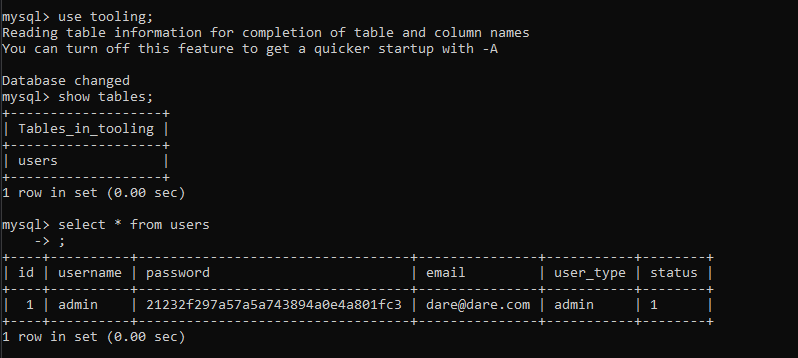 mysql> use tooling;
Reading table information for completion of table and column names
You can turn off this feature to get a quicker startup with -A
Database changed
mysql> show tables;
+-------------------+
| Tables_in_tooling |
+-------------------+
| users             |
+-------------------+
1 row in set (0.00 sec)
mysql> select * from users
    -> ;
+----+----------+----------------------------------+---------------+-----------+--------+
| id | username | password                         | email         | user_type | status |
+----+----------+----------------------------------+---------------+-----------+--------+
|  1 | admin    | 21232f297a57a5a743894a0e4a801fc3 | dare@dare.com | admin     | 1      |
+----+----------+----------------------------------+---------------+-----------+--------+
1 row in set (0.00 sec)